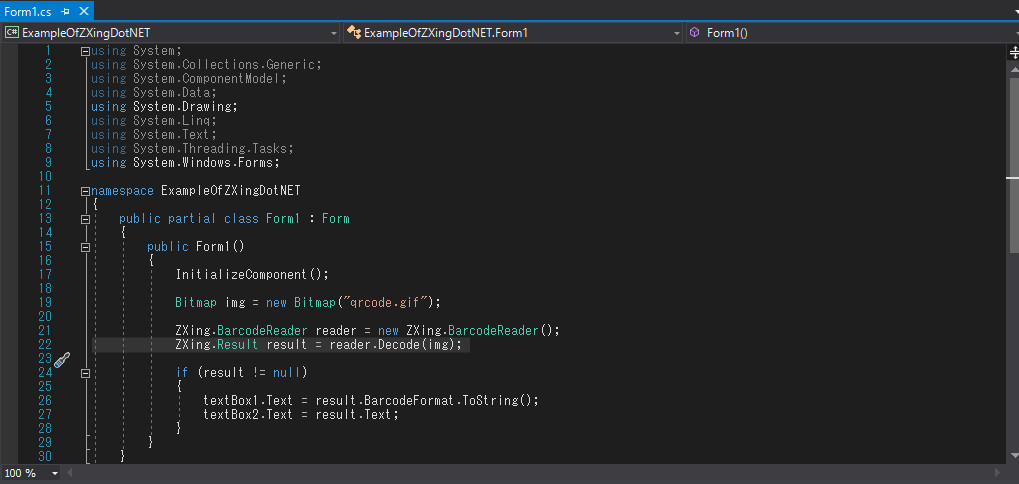 Form1.cs
C# ExampleOfZXingDotNET ExampleOfZXingDotNET.Form1 Form1()
1 using System;
2 using System.Collections.Generic;
3 using System.ComponentModel;
4 using System.Data;
5 using System.Drawing;
6 using System.Linq;
7 using System.Text;
8 using System.Threading.Tasks;
9 using System.Windows.Forms;
10
11 namespace ExampleOfZXingDotNET
12 {
13 public partial class Form1 : Form
14 {
15 public Form1()
16 {
17 InitializeComponent();
18
19 Bitmap img = new Bitmap("qrcode.gif");
20
21 ZXing.BarcodeReader reader = new ZXing.BarcodeReader();
22 ZXing.Result result = reader.Decode(img);
23
24 if (result != null)
25 {
26 textBox1.Text = result.BarcodeFormat.ToString();
27 textBox2.Text = result.Text;
28 }
29 }
30 }
100 %